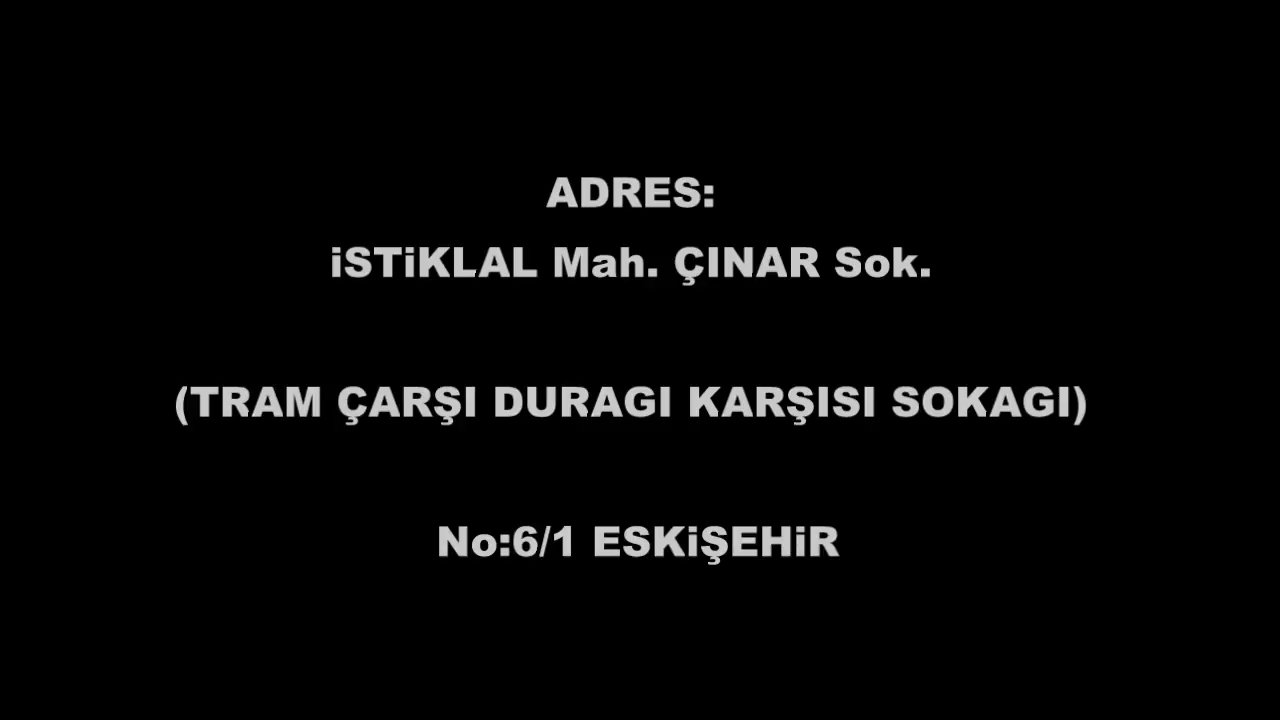 ADRES:
iSTiKLAL Mah. ÇINAR Sok.
(TRAM ÇARŞI DURAGI KARŞISI SOKAGI)
No:6/1 ESKiŞEHiR